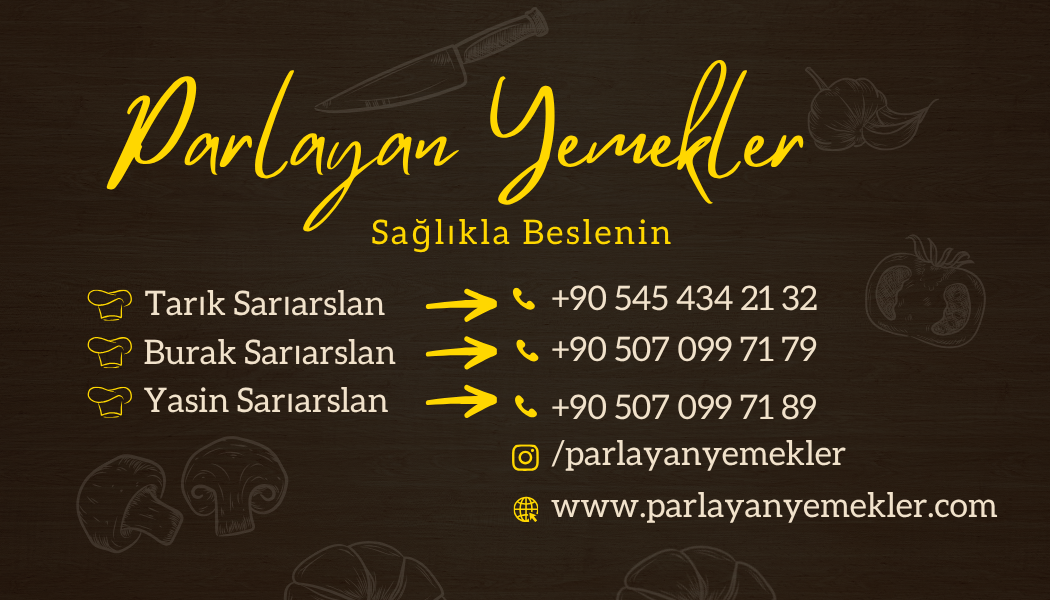 Parlayan Yemekler
Sağlıkla Beslenin
Tarık Sarıarslan
+90 545 434 21 32
Burak Sarıarslan
+90 507 099 71 79
Yasin Sarıarslan
+90 507 099 71 89
/parlayanyemekler
www.parlayanyemekler.com